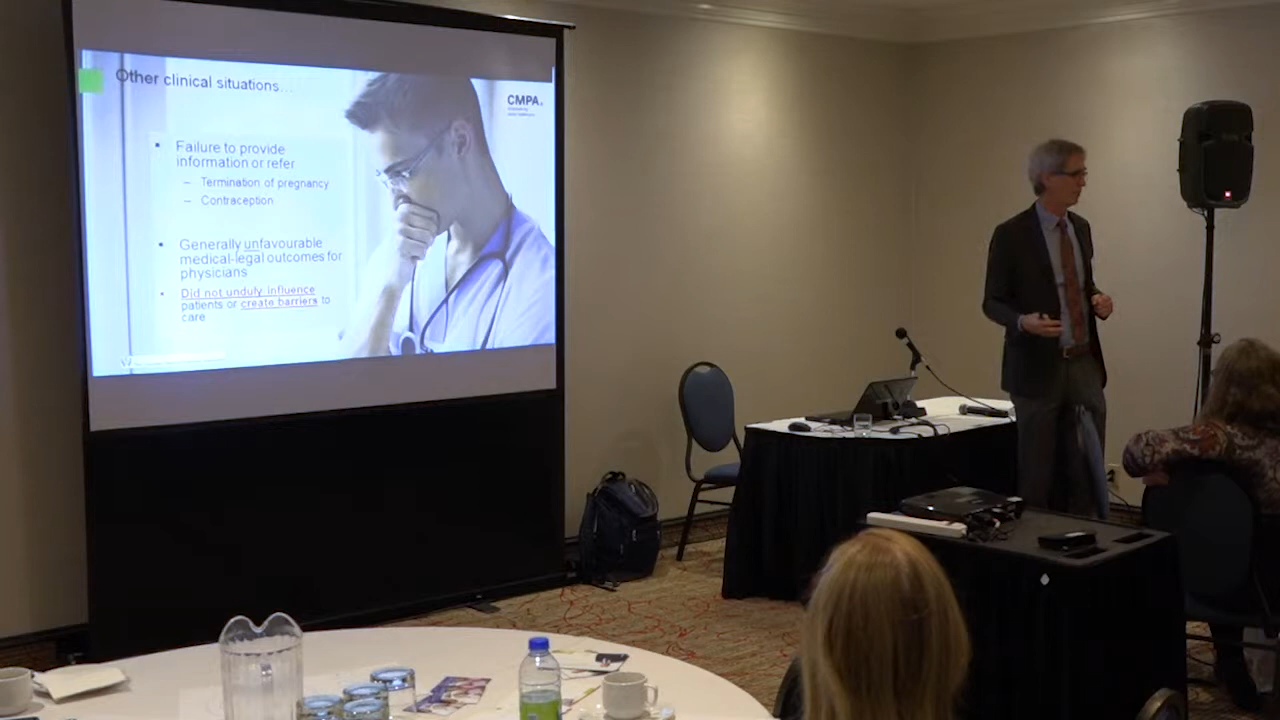 Other clinical situations…
CMPA
• Failure to provide
information or refer
– Termination of pregnancy
– Contraception
• Generally unfavourable
medical-legal outcomes for
physicians
• Did not unduly influence
patients or create barriers to
care